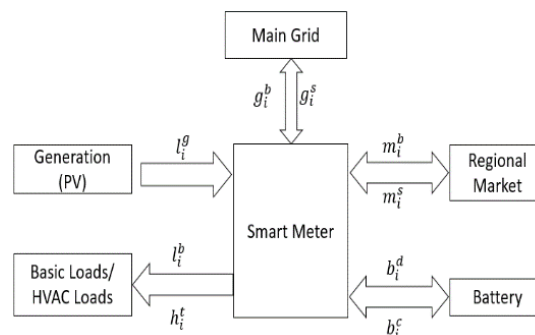 Main Grid
g_i^b g_i^s
Generation
(PV)
l_i^g
Smart Meter
m_i^b
m_i^s
Regional
Market
Basic Loads/
HVAC Loads
l_i^b
h_i^t
b_i^d
b_i^c
Battery